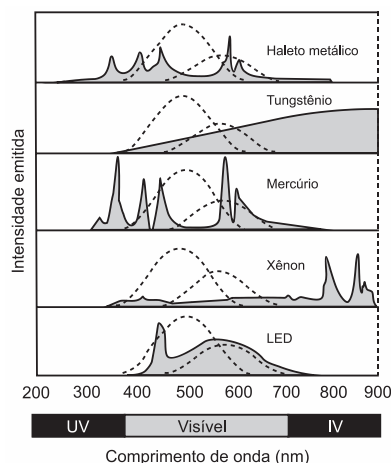 Intensidade emitida
Haleto metálico
Tungstênio
Mercúrio
Xênon
LED
200 300 400 500 600 700 800 900
UV Visível IV
Comprimento de onda (nm)